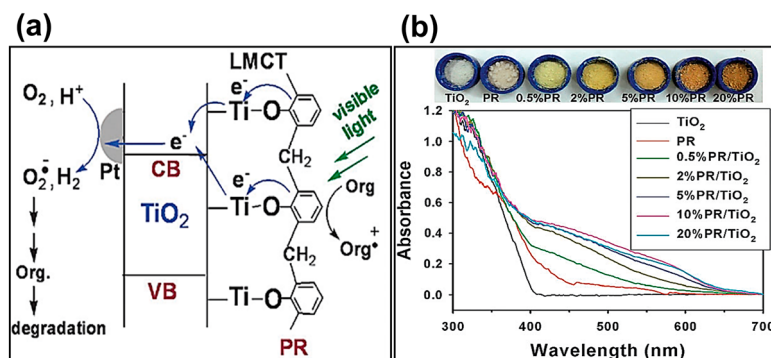 (a.)
LMCT
O₂, H⁺
e⁻
Ti
O
visible
light
e⁻
CH₂
Pt
CB
O₂•⁻, H₂
e⁻
Ti
O
Org
TiO₂
Org•⁺
CH₂
Org.
VB
Ti
O
degradation
PR
(b)
TiO₂ PR 0.5%PR 2%PR 5%PR 10%PR 20%PR
1.2
1.0
0.8
0.6
0.4
0.2
0.0
Absorbance
TiO₂
PR
0.5%PR/TiO₂
2%PR/TiO₂
5%PR/TiO₂
10%PR/TiO₂
20%PR/TiO₂
300 400 500 600 700
Wavelength (nm)